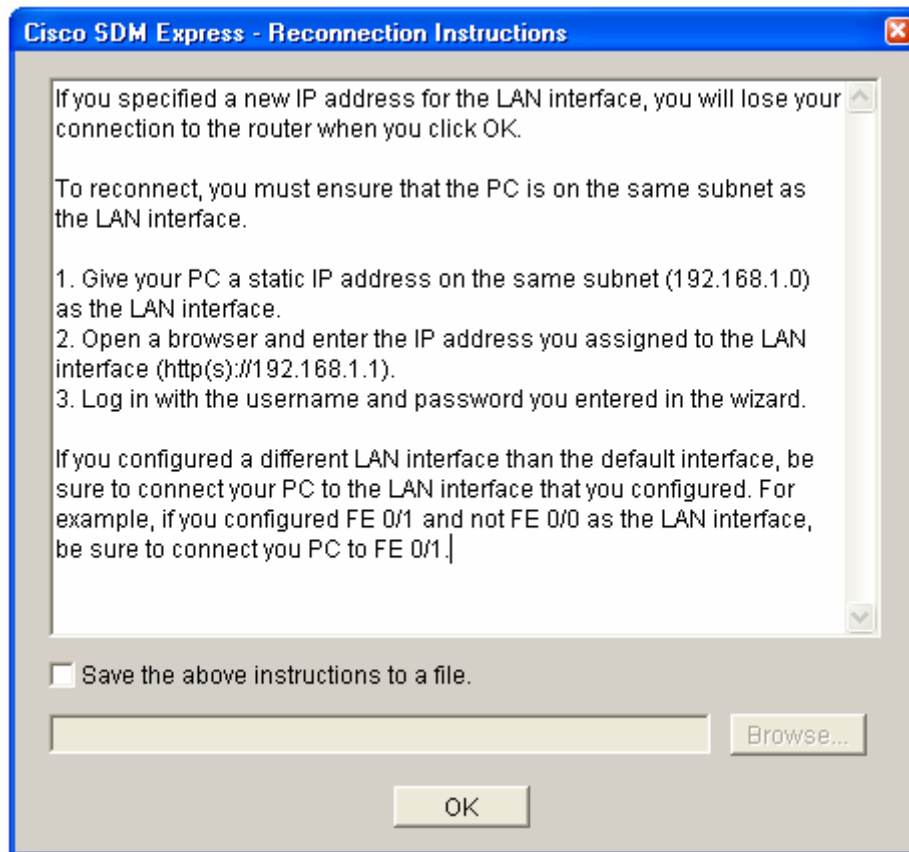 Cisco SDM Express - Reconnection Instructions
If you specified a new IP address for the LAN interface, you will lose your
connection to the router when you click OK.
To reconnect, you must ensure that the PC is on the same subnet as
the LAN interface.
1. Give your PC a static IP address on the same subnet (192.168.1.0)
as the LAN interface.
2. Open a browser and enter the IP address you assigned to the LAN
interface (http(s)://192.168.1.1).
3. Log in with the username and password you entered in the wizard.
If you configured a different LAN interface than the default interface, be
sure to connect your PC to the LAN interface that you configured. For
example, if you configured FE 0/1 and not FE 0/0 as the LAN interface,
be sure to connect you PC to FE 0/1.
Save the above instructions to a file.
Browse...
OK